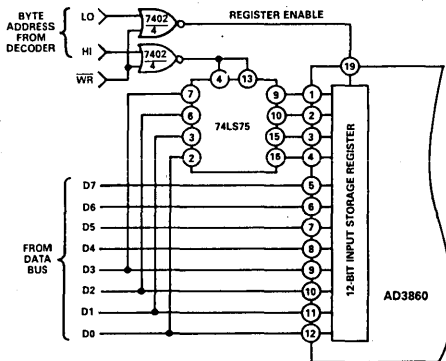 BYTE
ADDRESS
FROM
DECODER
LO
HI
WR
7402
4
7402
4
REGISTER ENABLE
19
4
13
7
6
3
2
74LS75
9
10
15
16
1
2
3
4
5
6
7
8
9
10
11
12
12-BIT INPUT STORAGE REGISTER
AD3860
FROM
DATA
BUS
D7
D6
D5
D4
D3
D2
D1
D0